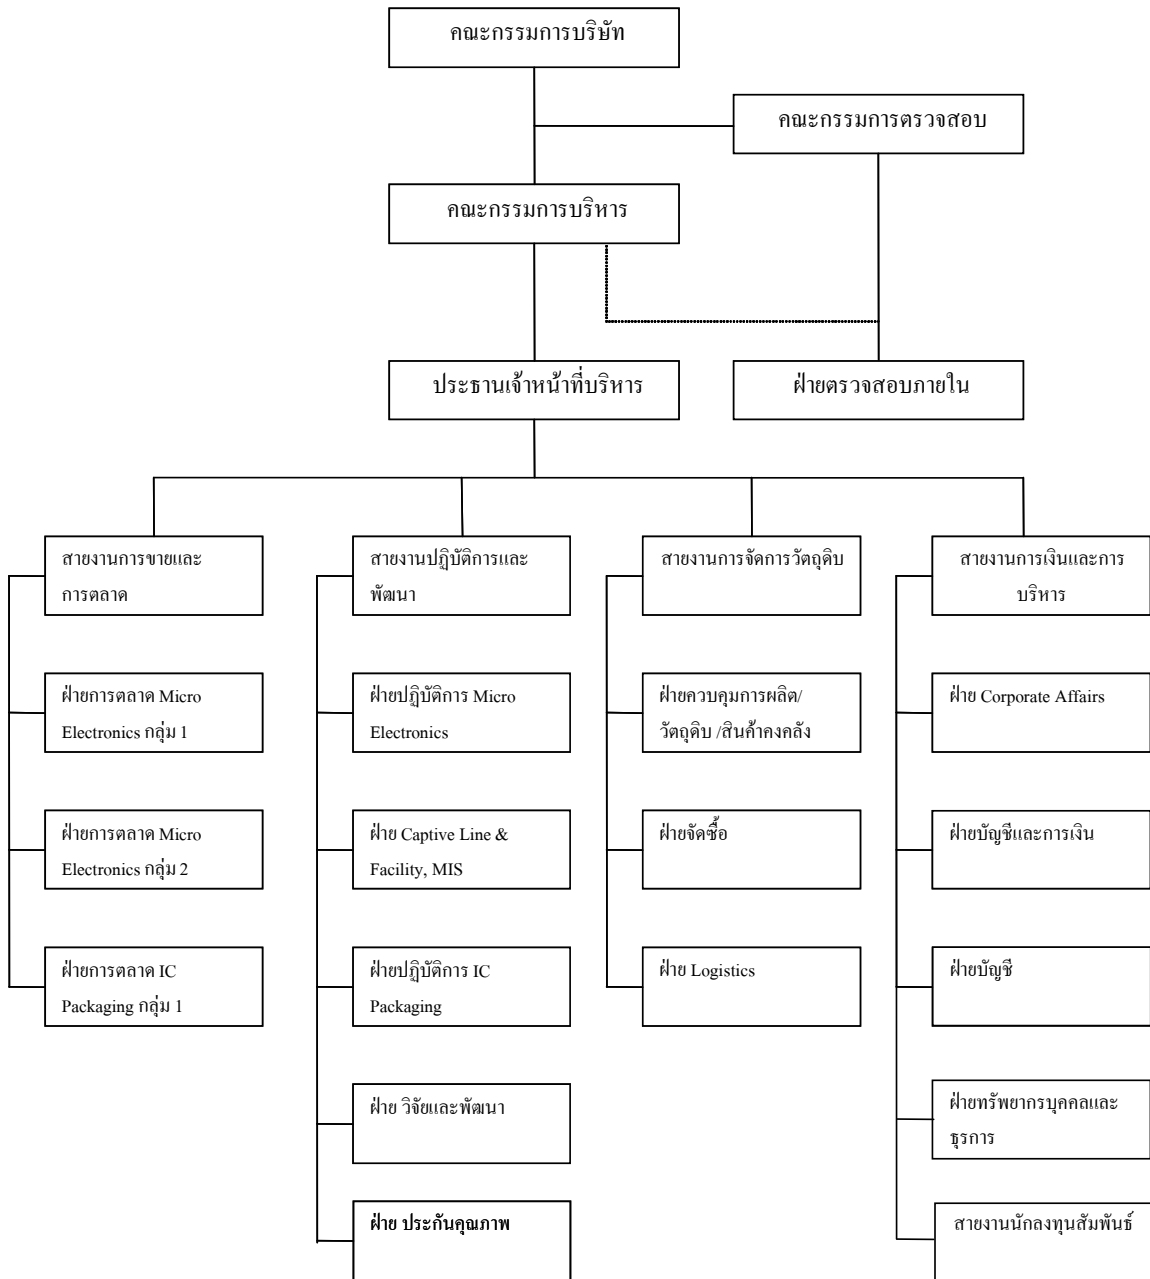 คณะกรรมการบริษัท
คณะกรรมการตรวจสอบ
คณะกรรมการบริหาร
ประธานเจ้าหน้าที่บริหาร
ฝ่ายตรวจสอบภายใน
สายงานการขายและ
การตลาด
ฝ่ายการตลาด Micro
Electronics กลุ่ม 1
ฝ่ายการตลาด Micro
Electronics กลุ่ม 2
ฝ่ายการตลาด IC
Packaging กลุ่ม 1
สายงานปฏิบัติการและ
พัฒนา
ฝ่ายปฏิบัติการ Micro
Electronics
ฝ่าย Captive Line &
Facility, MIS
ฝ่ายปฏิบัติการ IC
Packaging
ฝ่าย วิจัยและพัฒนา
ฝ่าย ประกันคุณภาพ
สายงานการจัดการวัตถุดิบ
ฝ่ายควบคุมการผลิต/
วัตถุดิบ /สินค้าคงคลัง
ฝ่ายจัดซื้อ
ฝ่าย Logistics
สายงานการเงินและการ
บริหาร
ฝ่าย Corporate Affairs
ฝ่ายบัญชีและการเงิน
ฝ่ายบัญชี
ฝ่ายทรัพยากรบุคคลและ
ธุรการ
สายงานนักลงทุนสัมพันธ์